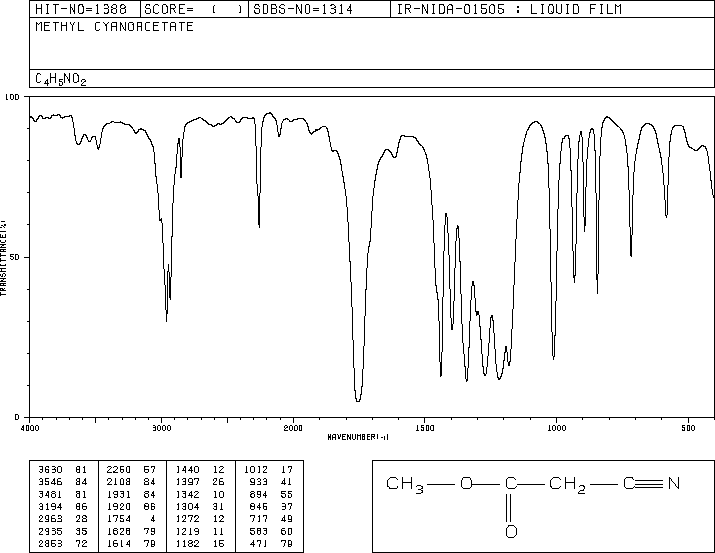 HIT-NO=1388 SCORE= ( ) SDBS-NO=1314 IR-NIDA-01505 : LIQUID FILM
METHYL CYANOACETATE
C4H5NO2
100
50
0
TRANSMITTANCE(%)
4000 3000 2000 1500 1000 500
WAVENUMBER(-1)
3630 81 2260 57 1440 12 1012 17
3546 84 2108 84 1397 26 933 41
3481 81 1931 84 1342 10 894 55
3194 86 1920 86 1304 31 846 37
2963 28 1754 4 1272 12 717 49
2935 35 1628 79 1219 11 583 60
2853 72 1614 79 1182 15 471 79
CH3 — O — C — CH2 — C≡N
O